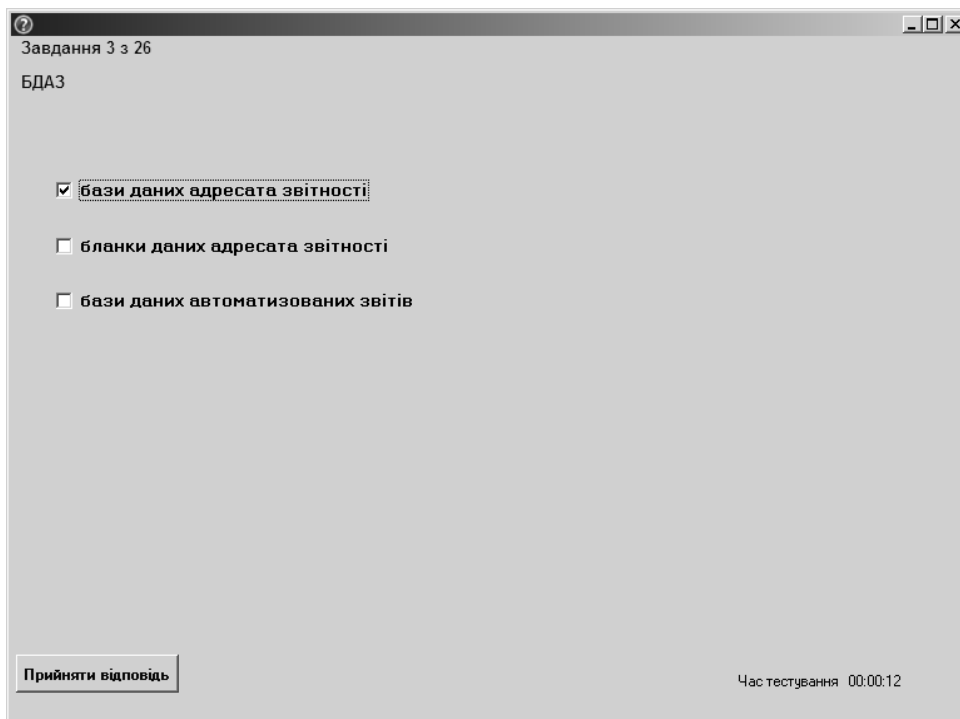 Завдання 3 з 26
БДАЗ
бази даних адресата звітності
бланки даних адресата звітності
бази даних автоматизованих звітів
Прийняти відповідь
Час тестування 00:00:12